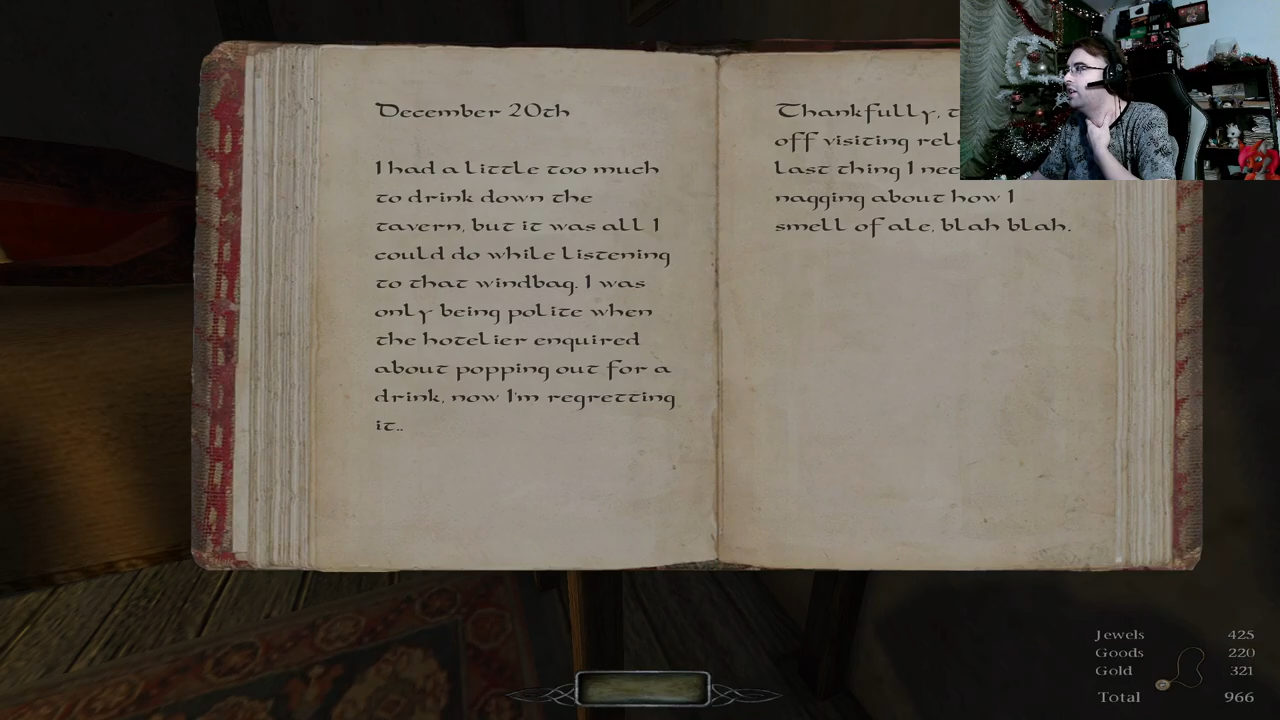 December 20th
I had a little too much
to drink down the
tavern, but it was all I
could do while listening
to that windbag. I was
only being polite when
the hotelier enquired
about popping out for a
drink, now I'm regretting
it..
Thankfully,
off visiting
last thing I
nagging about how I
smell of ale, blah blah.
Jewels 425
Goods 220
Gold 321
Total 966